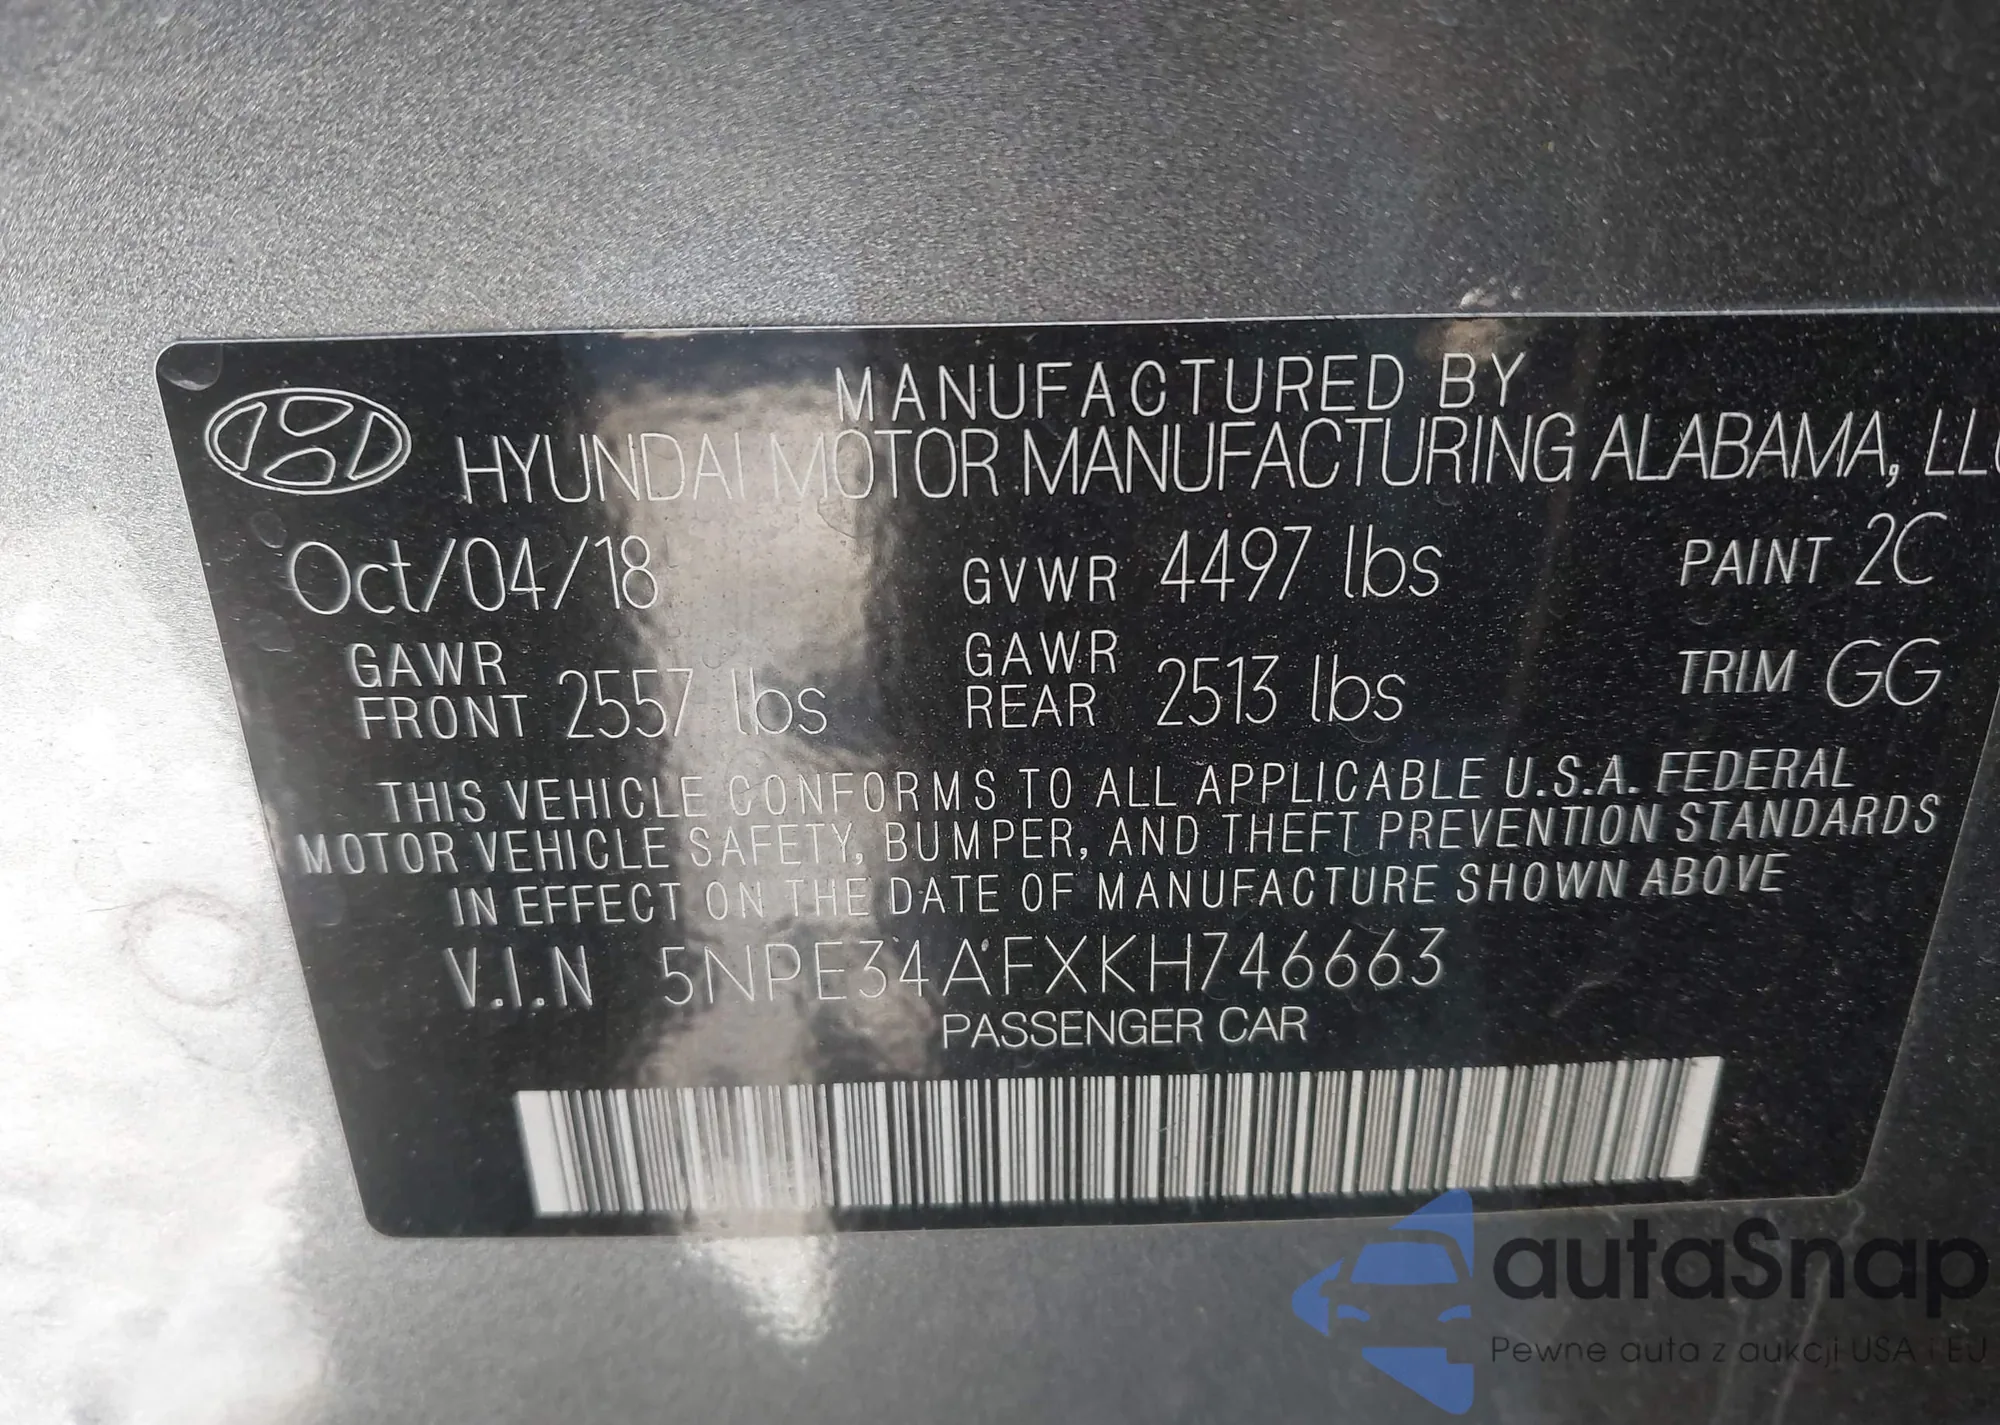 MANUFACTURED BY
HYUNDAI MOTOR MANUFACTURING ALABAMA, LLC
Oct/04/18 GVWR 4497 lbs PAINT 2C
GAWR FRONT 2557 lbs GAWR REAR 2513 lbs TRIM GG
THIS VEHICLE CONFORMS TO ALL APPLICABLE U.S.A. FEDERAL
MOTOR VEHICLE SAFETY, BUMPER, AND THEFT PREVENTION STANDARDS
IN EFFECT ON THE DATE OF MANUFACTURE SHOWN ABOVE
V.I.N 5NPE34AFXKH746663
PASSENGER CAR
autaSnap
Pewne auta z aukcji USA i EU